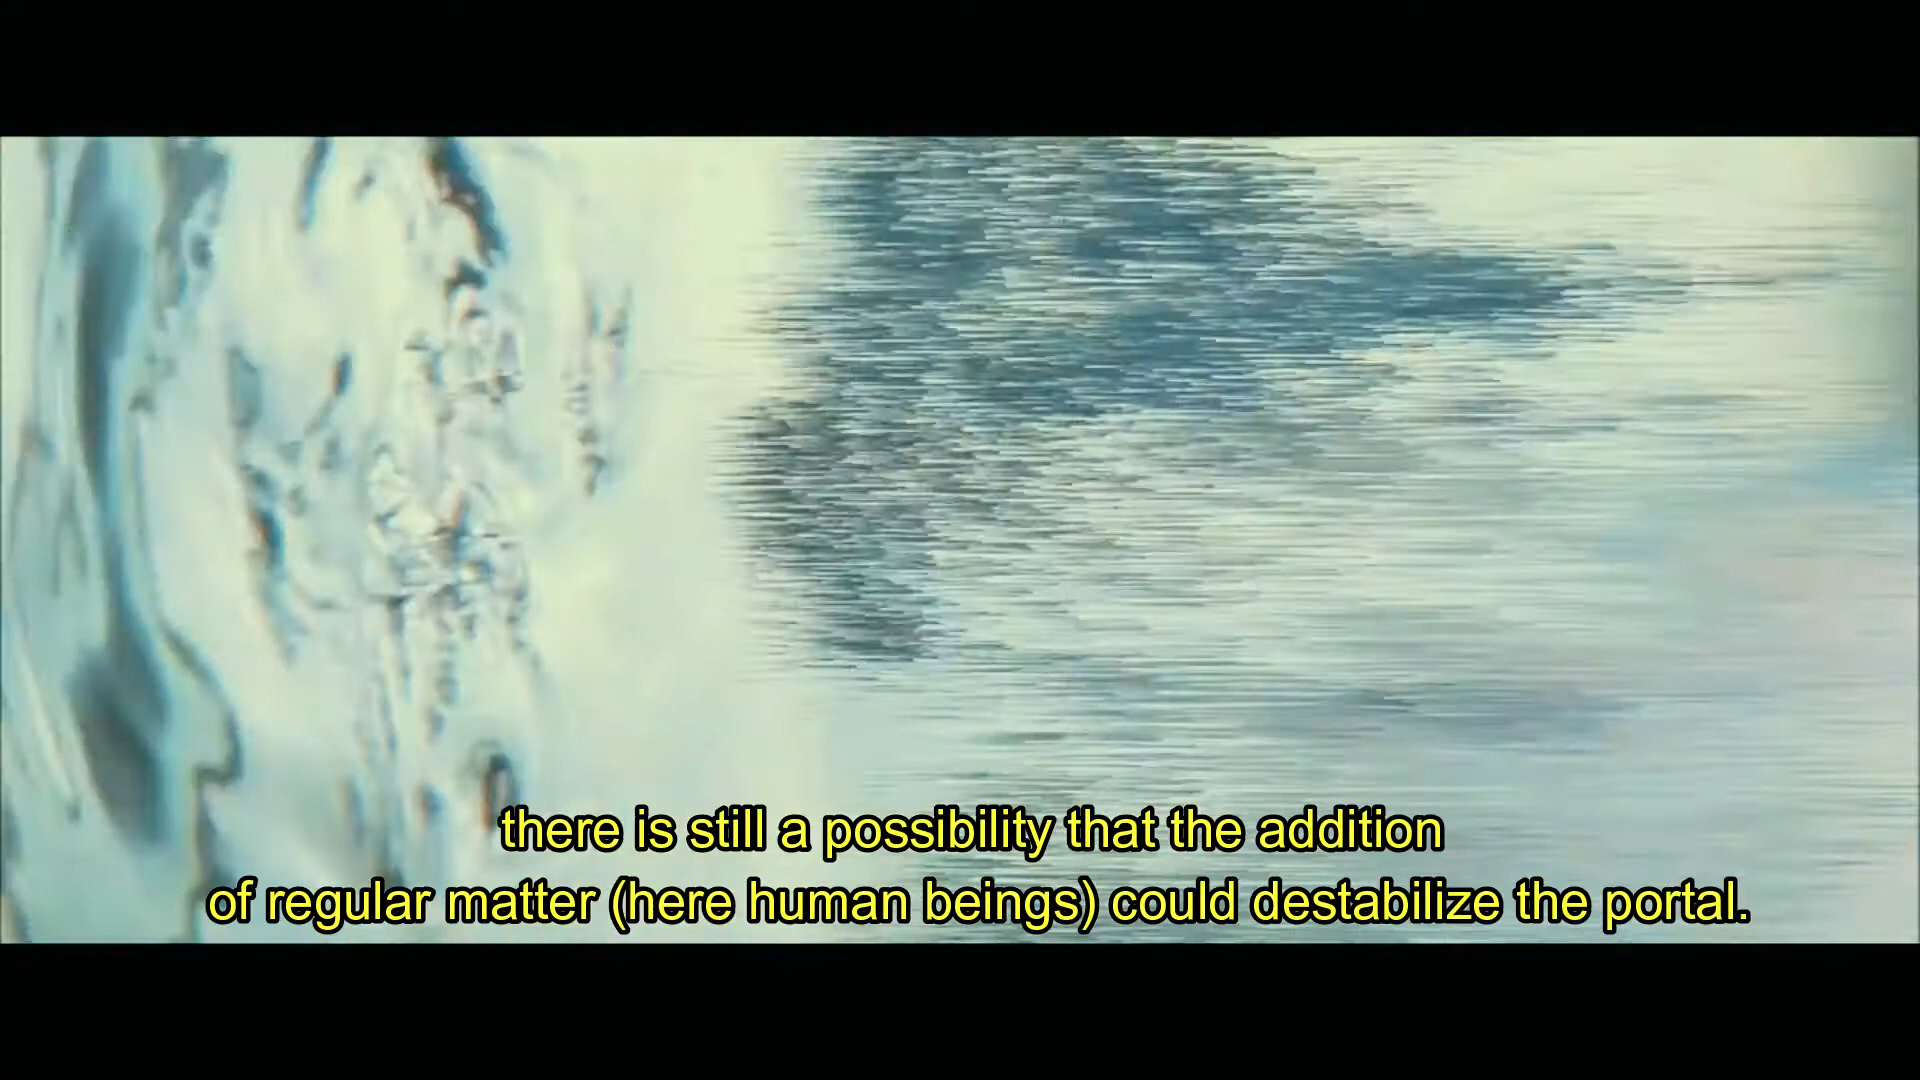 there is still a possibility that the addition
of regular matter (here human beings) could destabilize the portal.